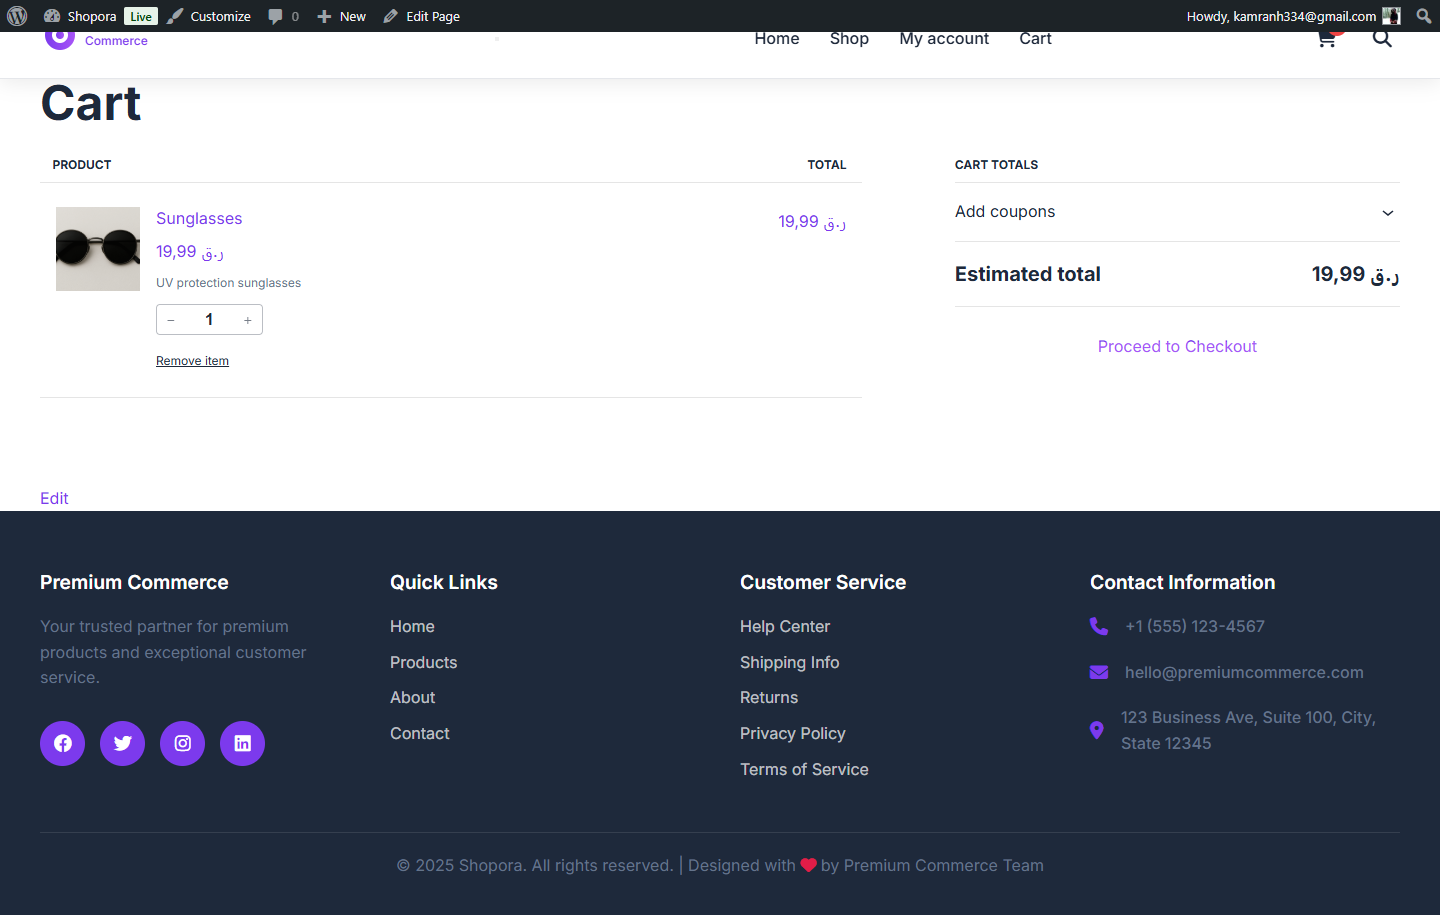 Shopora Live Customize 0 New Edit Page Howdy, kamranh334@gmail.com
Commerce Home Shop My account Cart
Cart
PRODUCT TOTAL
Sunglasses 19,99 ر.ق
19,99 ر.ق
UV protection sunglasses
− 1 +
Remove item
CART TOTALS
Add coupons
Estimated total 19,99 ر.ق
Proceed to Checkout
Edit
Premium Commerce
Your trusted partner for premium
products and exceptional customer
service.
Quick Links
Home
Products
About
Contact
Customer Service
Help Center
Shipping Info
Returns
Privacy Policy
Terms of Service
Contact Information
+1 (555) 123-4567
hello@premiumcommerce.com
123 Business Ave, Suite 100, City,
State 12345
© 2025 Shopora. All rights reserved. | Designed with ❤ by Premium Commerce Team